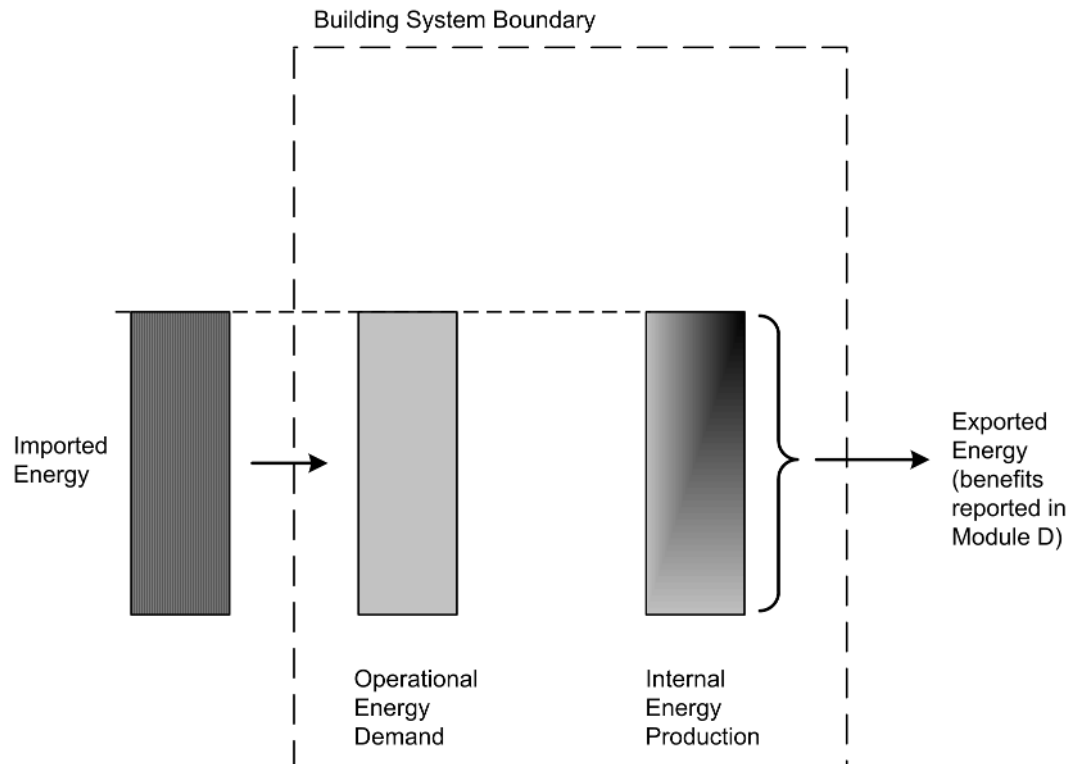 Building System Boundary
Imported
Energy
Exported
Energy
(benefits
reported in
Module D)
Operational
Energy
Demand
Internal
Energy
Production